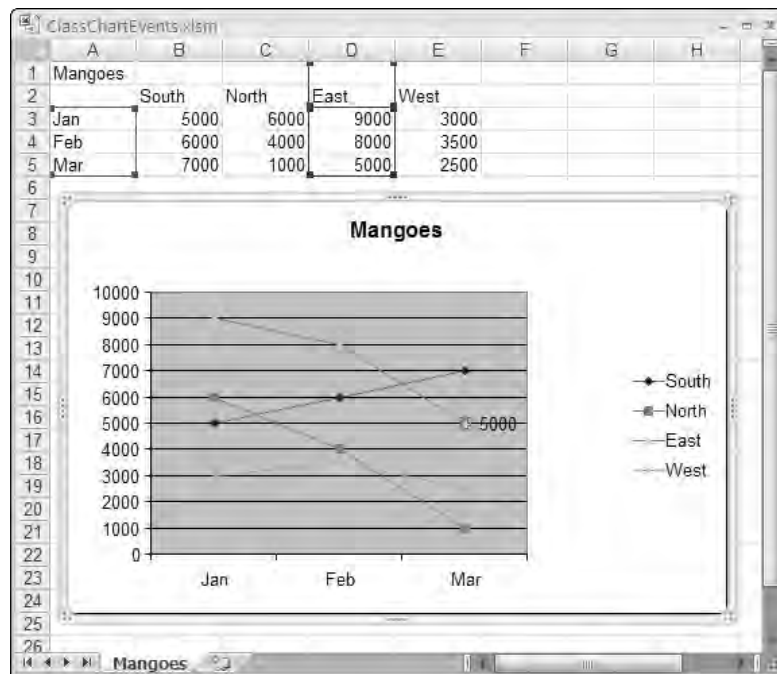 ClassChartEvents.xlsm
A B C D E F G H
1 Mangoes
2 South North East West
3 Jan 5000 6000 9000 3000
4 Feb 6000 4000 8000 3500
5 Mar 7000 1000 5000 2500
6
7
8
9
10
11
12
13
14
15
16
17
18
19
20
21
22
23
24
25
26
Mangoes
10000
9000
8000
7000
6000
5000
4000
3000
2000
1000
0
5000
Jan Feb Mar
South
North
East
West
Mangoes